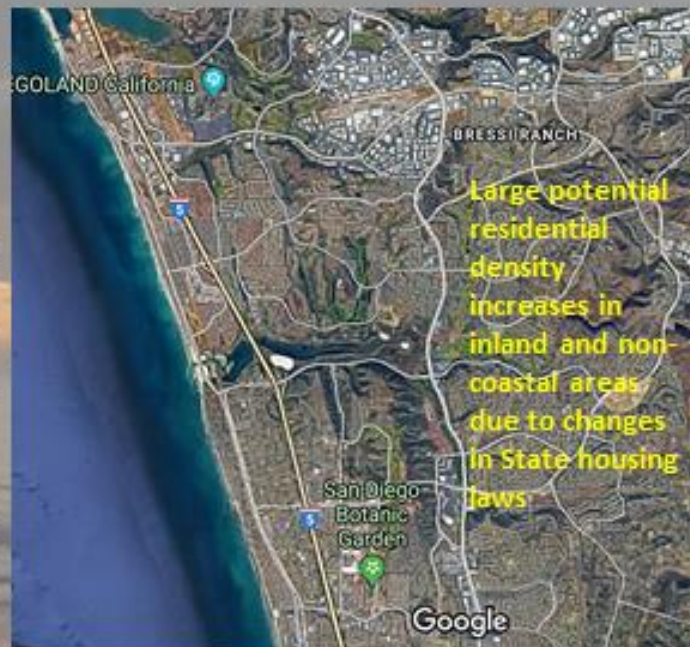 EGOLAND California
BRESSI RANCH
5
Large potential
residential
density
increases in
inland and non-
coastal areas
due to changes
in State housing
laws
San Diego
Botanic
Garden
5
Google